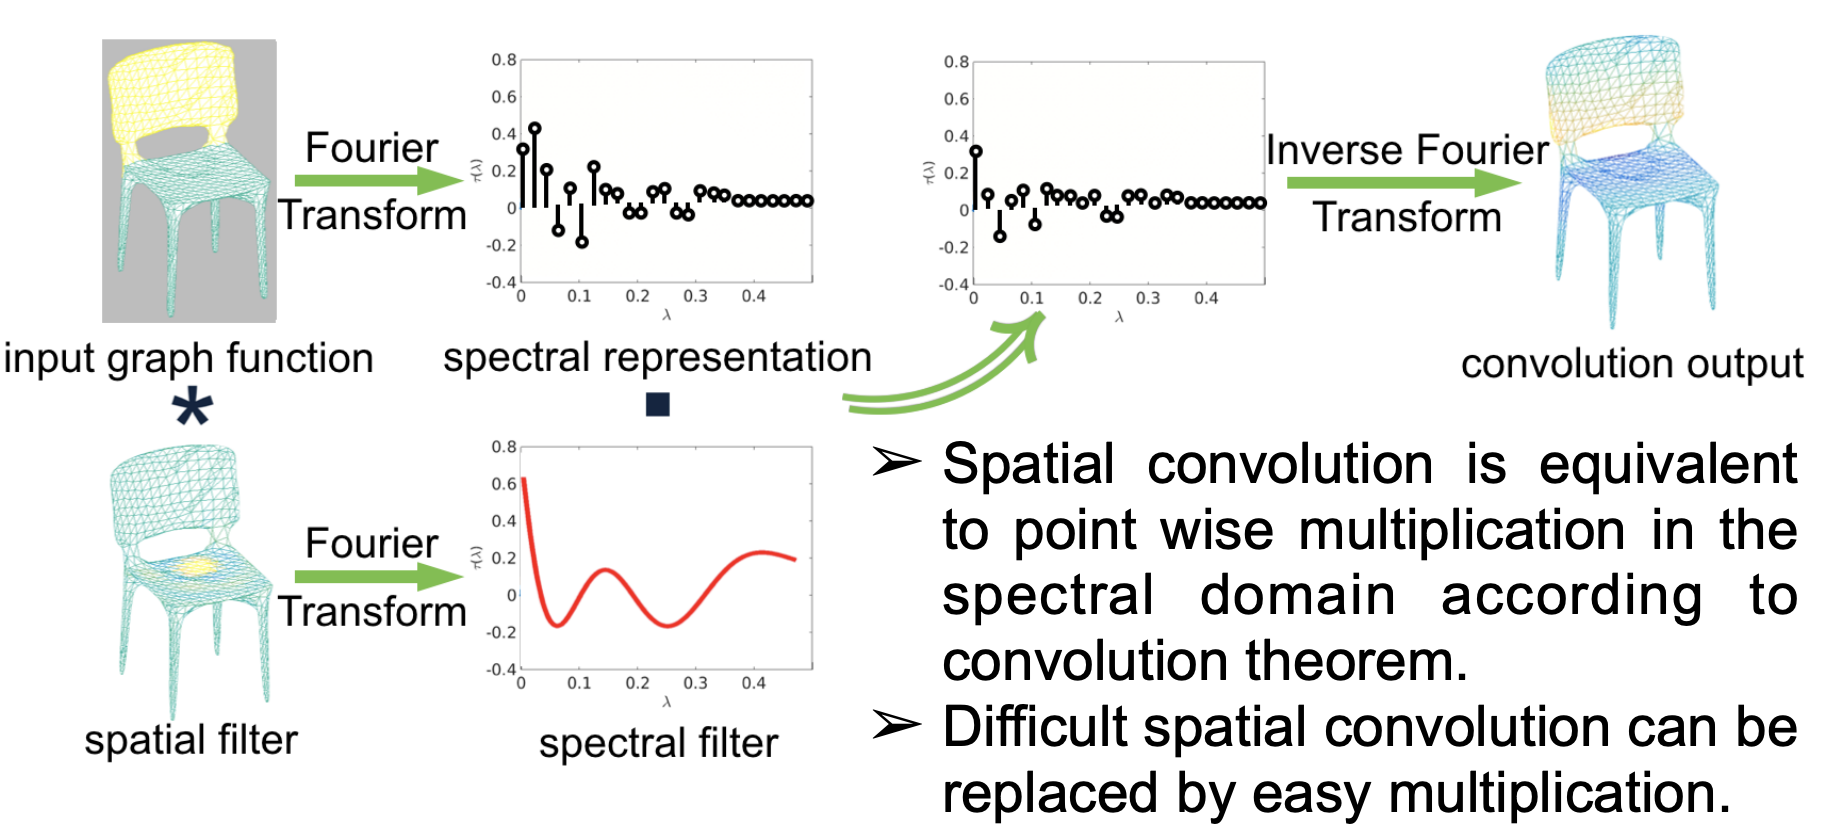 Fourier
Transform
0.8
0.6
0.4
0.2
0
-0.2
-0.4
τ(λ)
0 0.1 0.2 0.3 0.4
λ
0.8
0.6
0.4
0.2
0
-0.2
-0.4
τ(λ)
0 0.1 0.2 0.3 0.4
λ
Inverse Fourier
Transform
input graph function
spectral representation
convolution output
*
Fourier
Transform
0.8
0.6
0.4
0.2
0
-0.2
-0.4
τ(λ)
0 0.1 0.2 0.3 0.4
λ
spatial filter
spectral filter
➢ Spatial convolution is equivalent
to point wise multiplication in the
spectral domain according to
convolution theorem.
➢ Difficult spatial convolution can be
replaced by easy multiplication.